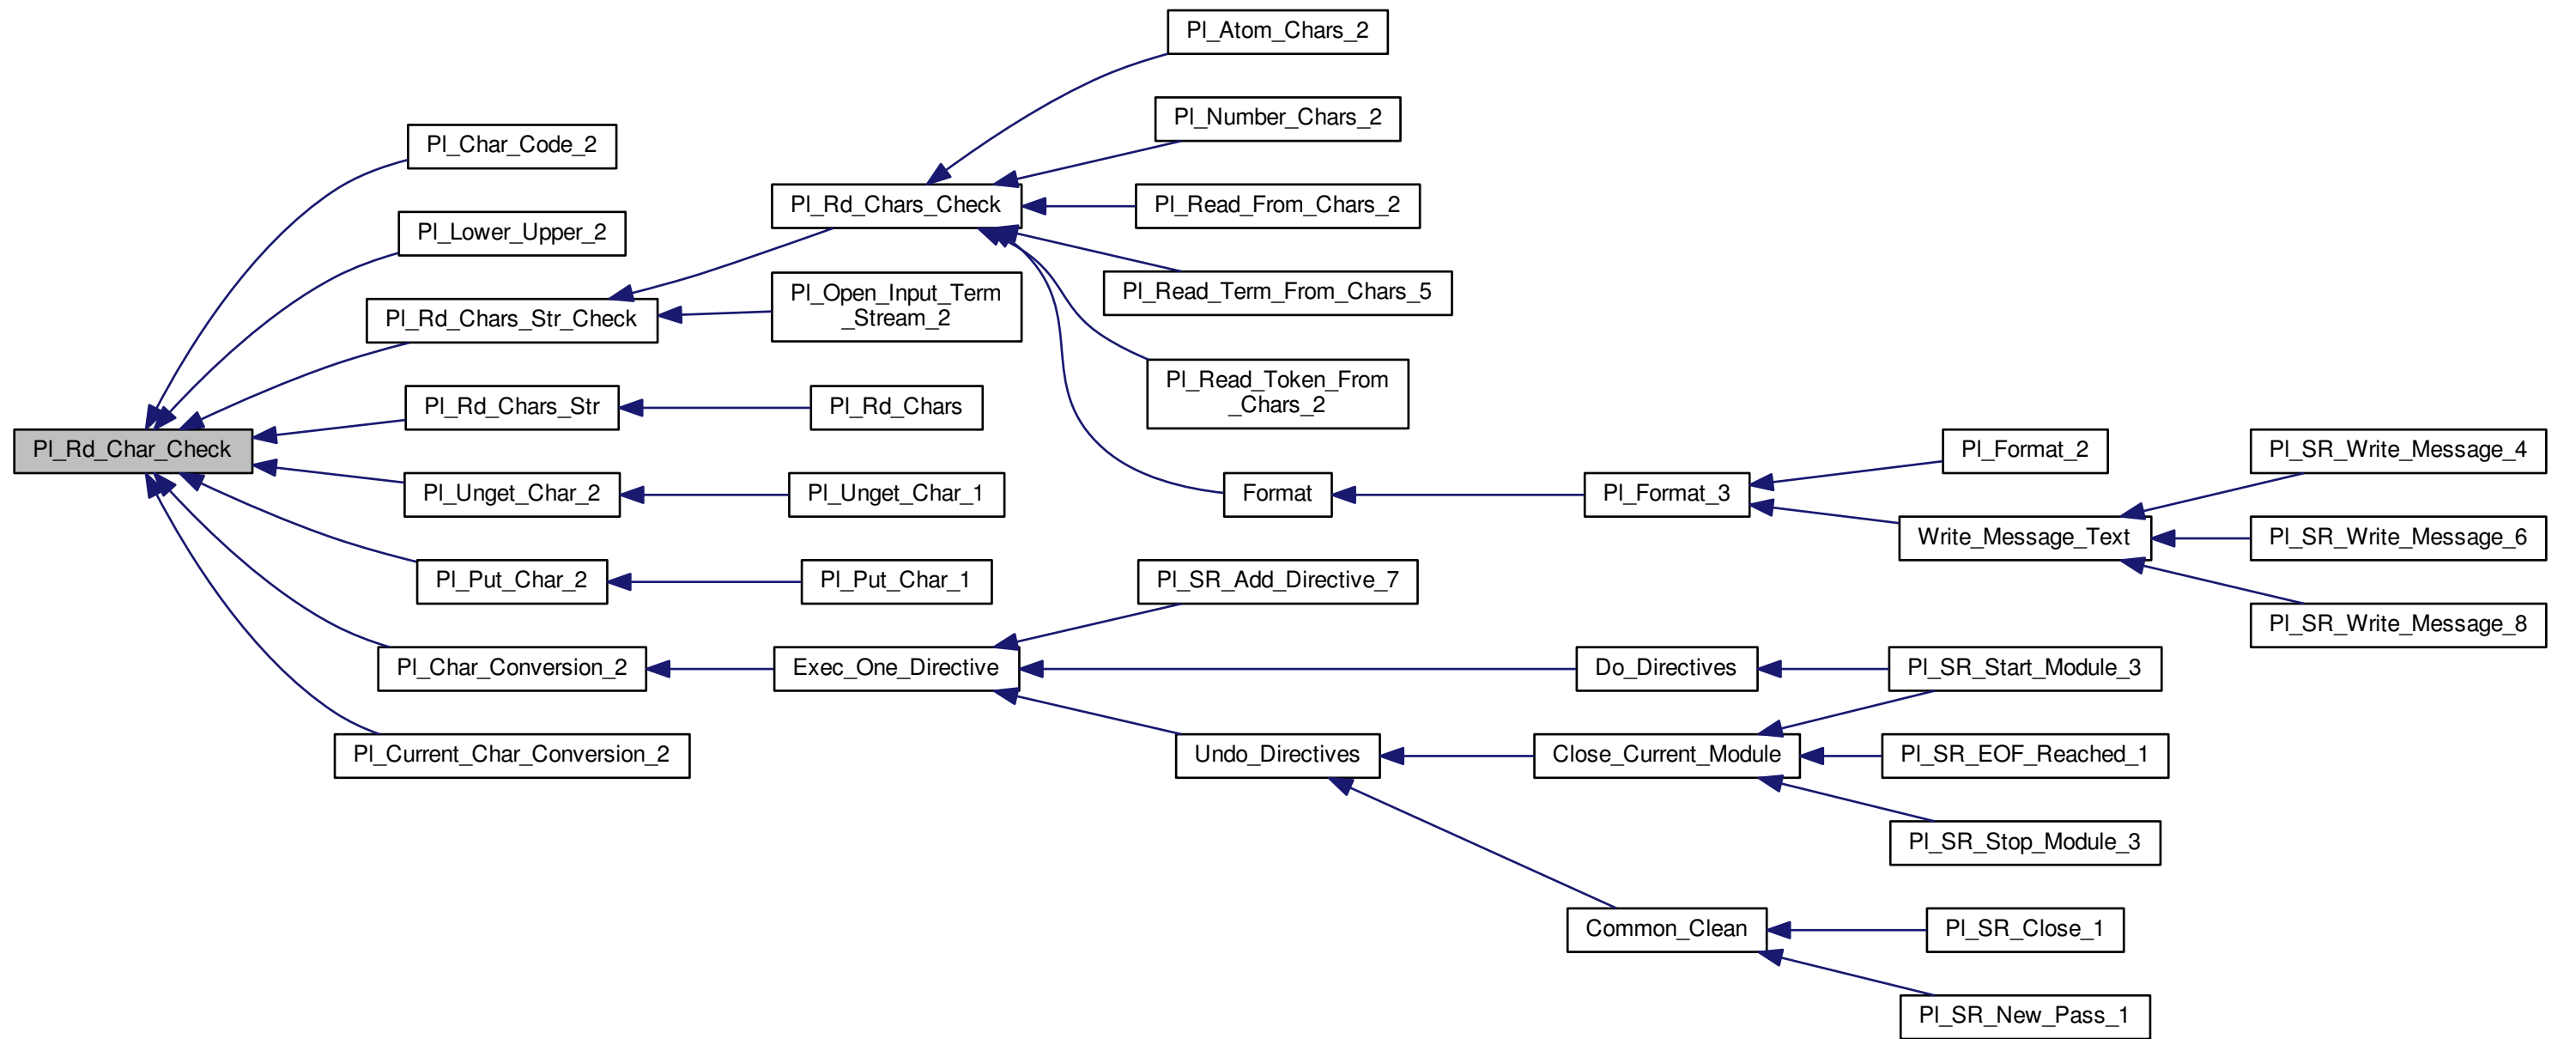 Pl_Atom_Chars_2
Pl_Number_Chars_2
Pl_Char_Code_2
Pl_Rd_Chars_Check
Pl_Read_From_Chars_2
Pl_Lower_Upper_2
Pl_Open_Input_Term
_Stream_2
Pl_Read_Term_From_Chars_5
Pl_Rd_Chars_Str_Check
Pl_Read_Token_From
_Chars_2
Pl_Rd_Chars_Str
Pl_Rd_Chars
Pl_Rd_Char_Check
Pl_Format_2
Pl_SR_Write_Message_4
Pl_Unget_Char_2
Pl_Unget_Char_1
Format
Pl_Format_3
Write_Message_Text
Pl_SR_Write_Message_6
Pl_Put_Char_2
Pl_Put_Char_1
Pl_SR_Add_Directive_7
Pl_SR_Write_Message_8
Pl_Char_Conversion_2
Exec_One_Directive
Do_Directives
Pl_SR_Start_Module_3
Pl_Current_Char_Conversion_2
Undo_Directives
Close_Current_Module
Pl_SR_EOF_Reached_1
Pl_SR_Stop_Module_3
Common_Clean
Pl_SR_Close_1
Pl_SR_New_Pass_1